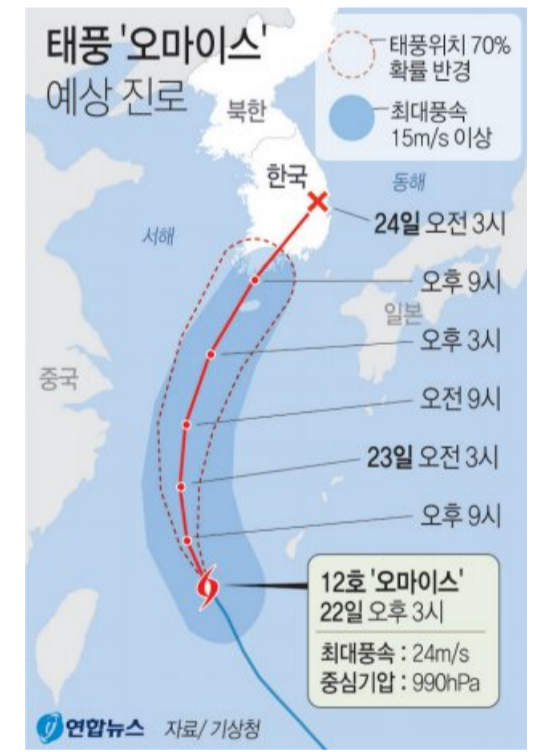 태풍 '오마이스'
예상 진로
태풍위치 70%
확률 반경
최대풍속
15m/s 이상
북한
한국
동해
서해
24일 오전 3시
오후 9시
일본
오후 3시
중국
오전 9시
23일 오전 3시
오후 9시
12호 '오마이스'
22일 오후 3시
최대풍속 : 24m/s
중심기압 : 990hPa
y 연합뉴스 자료/ 기상청